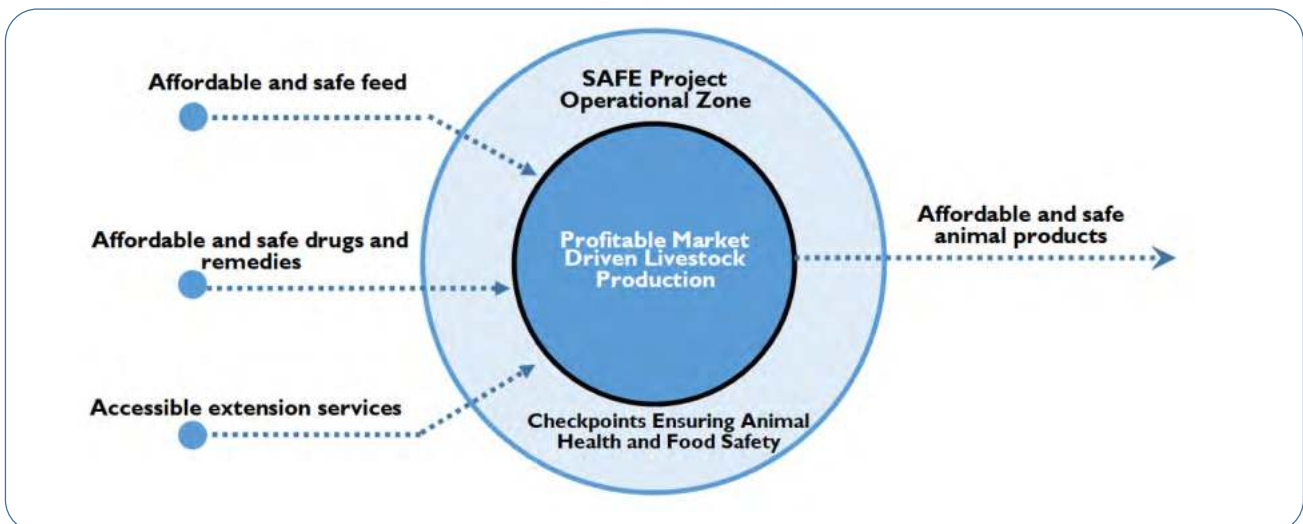 Affordable and safe feed
SAFE Project
Operational Zone
Affordable and safe drugs and
remedies
Profitable Market
Driven Livestock
Production
Affordable and safe
animal products
Accessible extension services
Checkpoints Ensuring Animal
Health and Food Safety